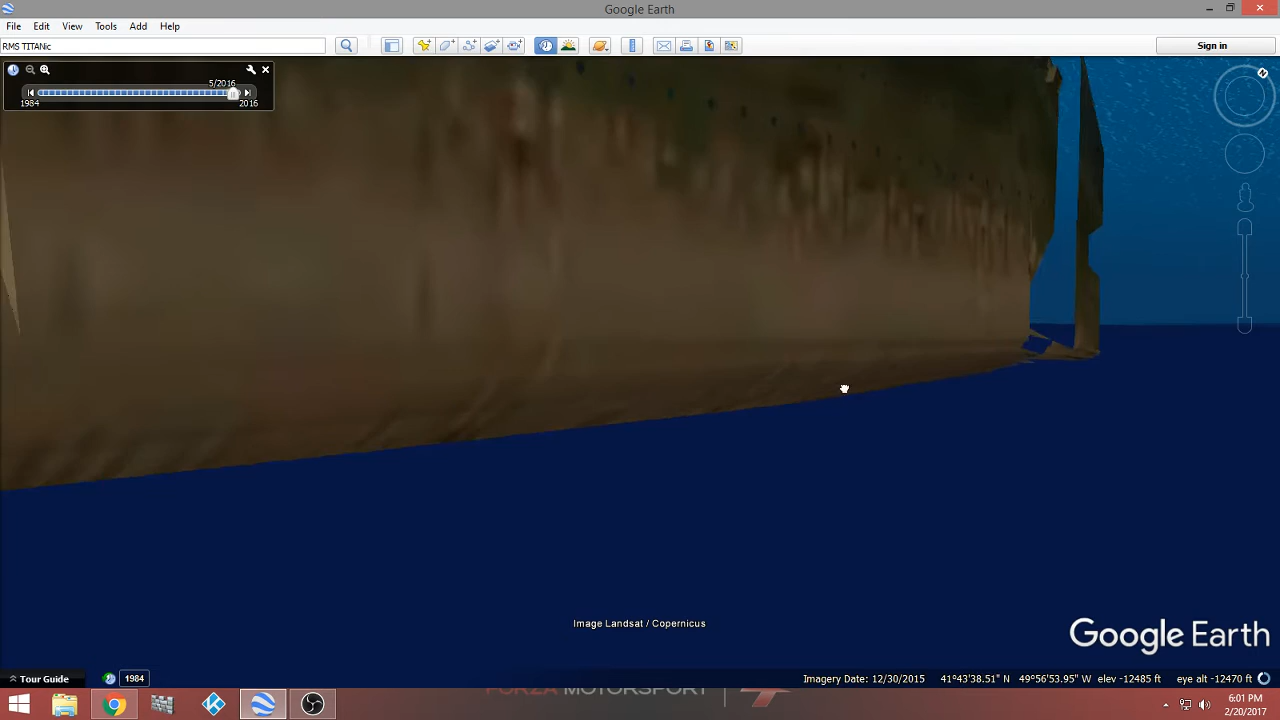 Google Earth
File Edit View Tools Add Help
RMS TITANic
Sign in
5/2016
1984 2016
Image Landsat / Copernicus
Google Earth
Tour Guide 1984 Imagery Date: 12/30/2015 41°43'38.51" N 49°56'53.95" W elev -12485 ft eye alt -12470 ft
FORZA MOTORSPORT
6:01 PM
2/20/2017